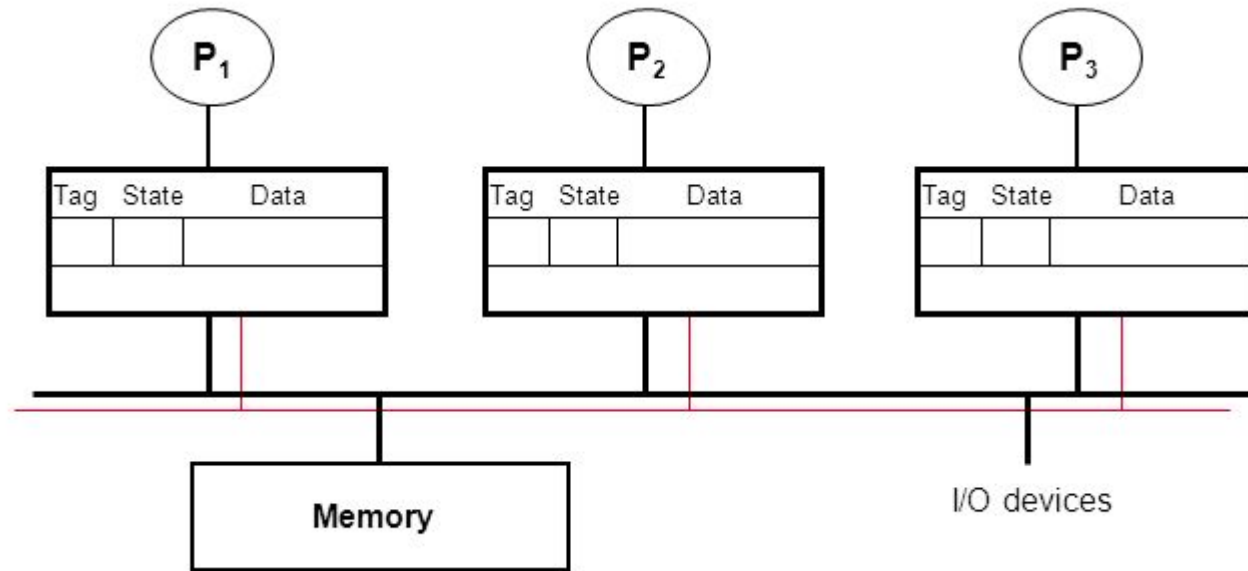 P₁ P₂ P₃
Tag State Data Tag State Data Tag State Data
Memory
I/O devices